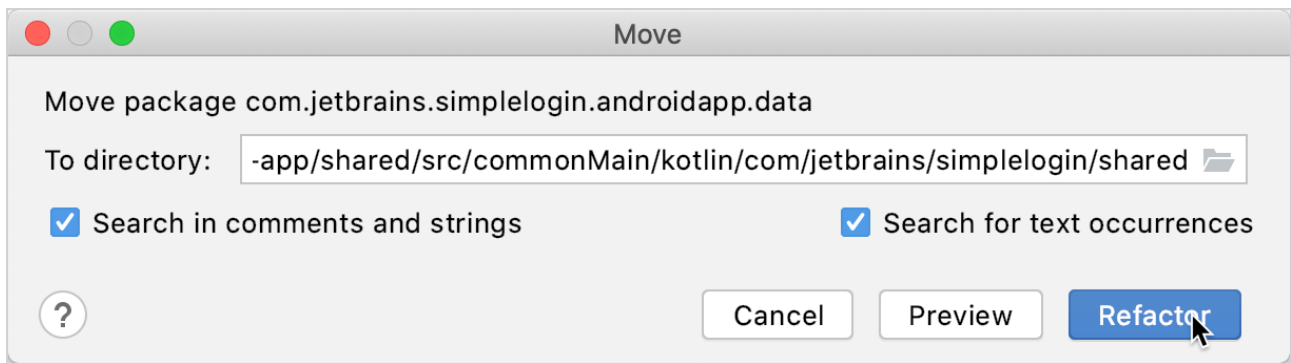 Move
Move package com.jetbrains.simplelogin.androidapp.data
To directory: -app/shared/src/commonMain/kotlin/com/jetbrains/simplelogin/shared
Search in comments and strings Search for text occurrences
? Cancel Preview Refactor